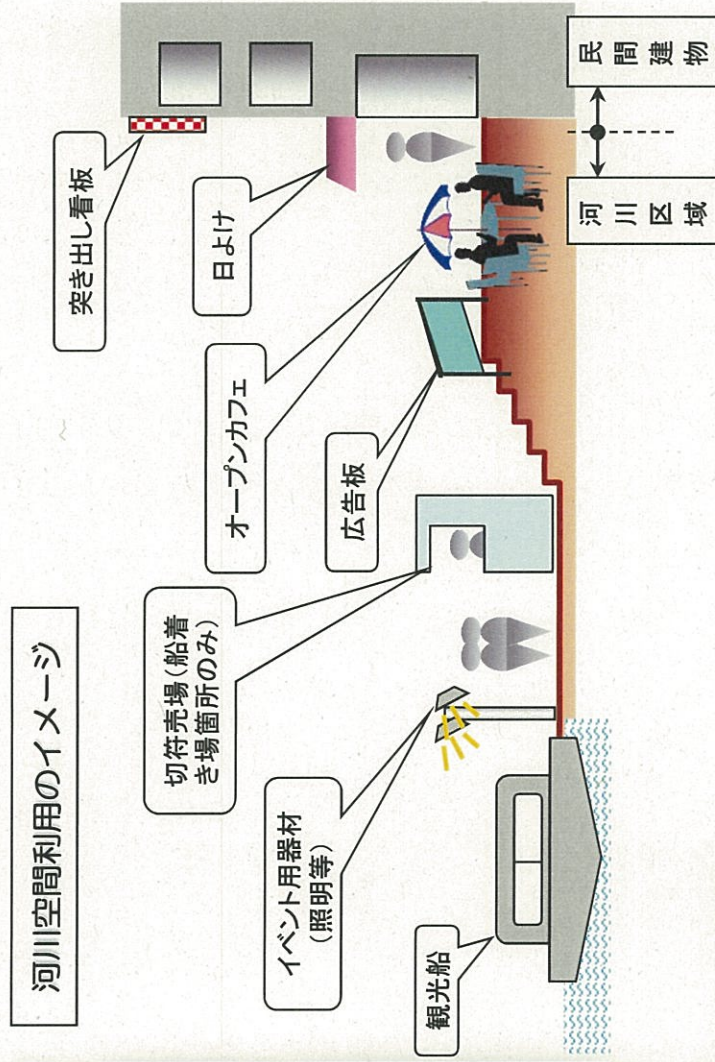 河川空間利用のイメージ
突き出し看板
日よけ
オープンカフェ
広告板
切符売場(船着
き場箇所のみ)
イベント用器材
(照明等)
観光船
河川区域
民間建物